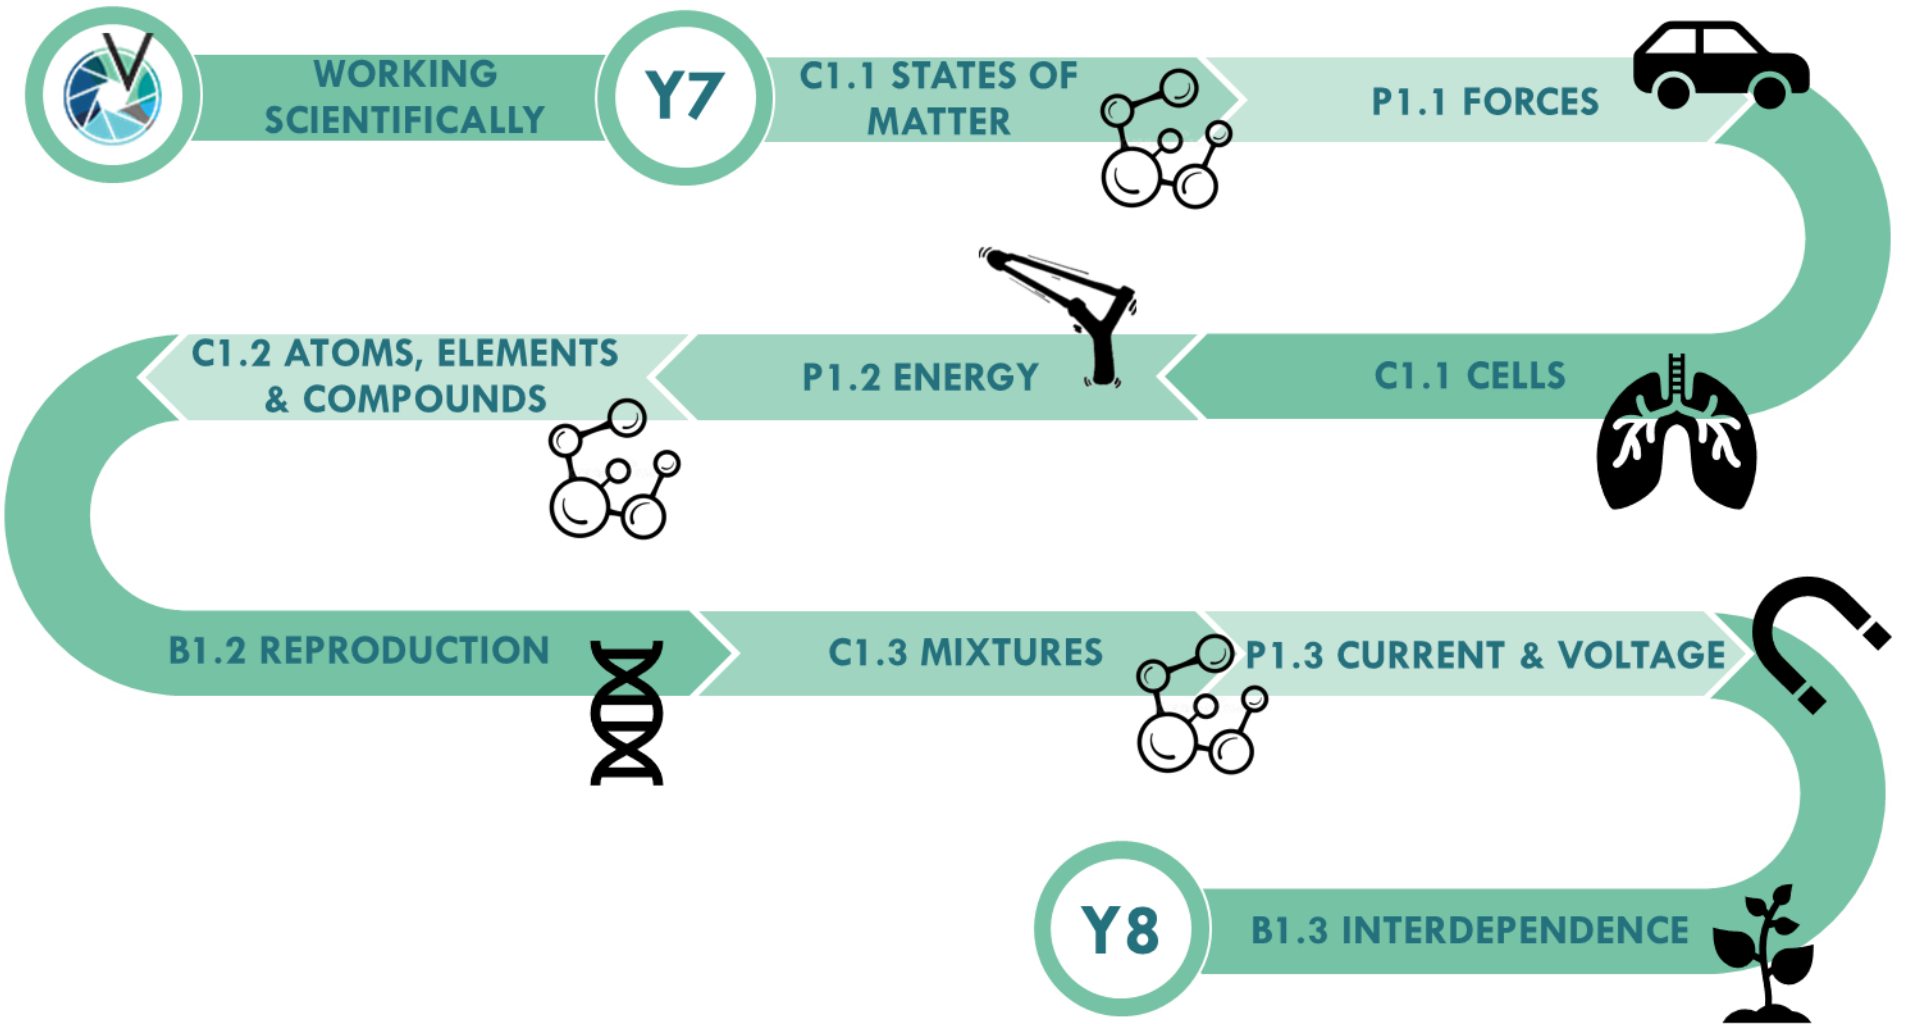 WORKING
SCIENTIFICALLY
Y7
C1.1 STATES OF
MATTER
P1.1 FORCES
C1.1 CELLS
P1.2 ENERGY
C1.2 ATOMS, ELEMENTS
& COMPOUNDS
B1.2 REPRODUCTION
C1.3 MIXTURES
P1.3 CURRENT & VOLTAGE
B1.3 INTERDEPENDENCE
Y8